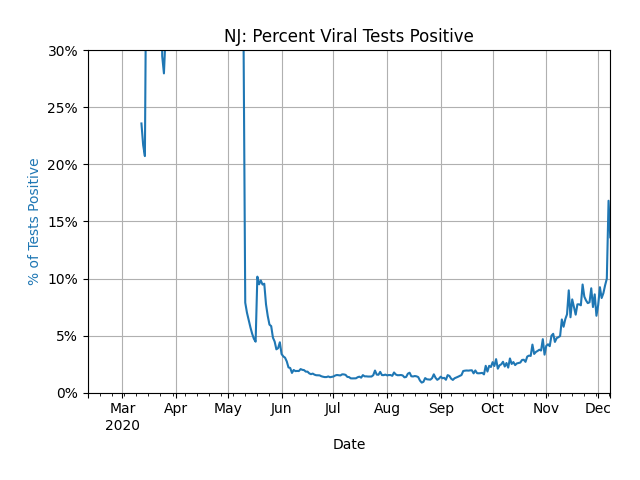 NJ: Percent Viral Tests Positive
30%
25%
20%
15%
10%
5%
0%
% of Tests Positive
Mar Apr May Jun Jul Aug Sep Oct Nov Dec
2020
Date